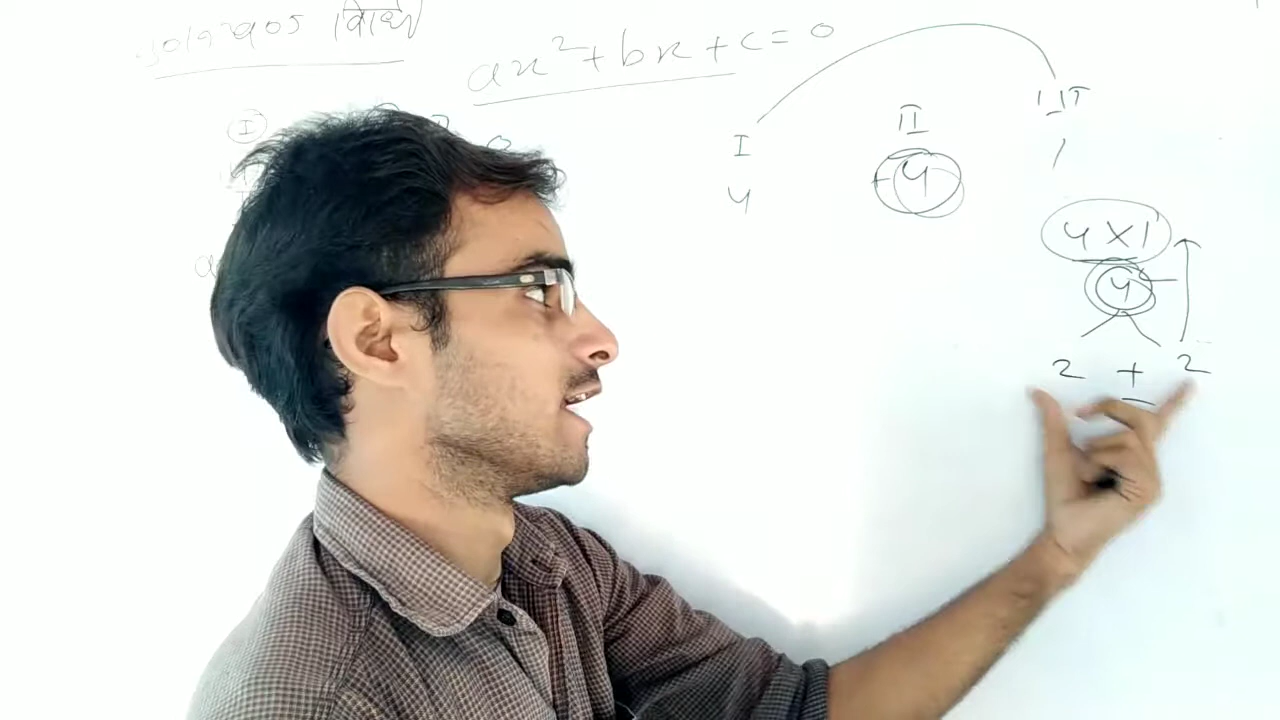 गुणनखण्ड विधि
ax² + bx + c = 0
I II III
4 -4 1
4 X 1
4
2 + 2